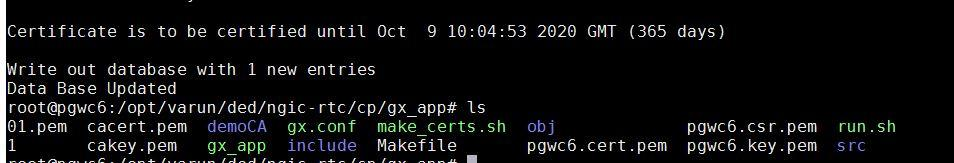 Certificate is to be certified until Oct  9 10:04:53 2020 GMT (365 days)
Write out database with 1 new entries
Data Base Updated
root@pgwc6:/opt/varun/ded/ngic-rtc/cp/gx_app# ls
01.pem  cacert.pem  demoCA  gx.conf  make_certs.sh  obj             pgwc6.csr.pem  run.sh
1       cakey.pem   gx_app  include  Makefile       pgwc6.cert.pem  pgwc6.key.pem  src
root@pgwc6:/opt/varun/ded/ngic-rtc/cp/gx_app#